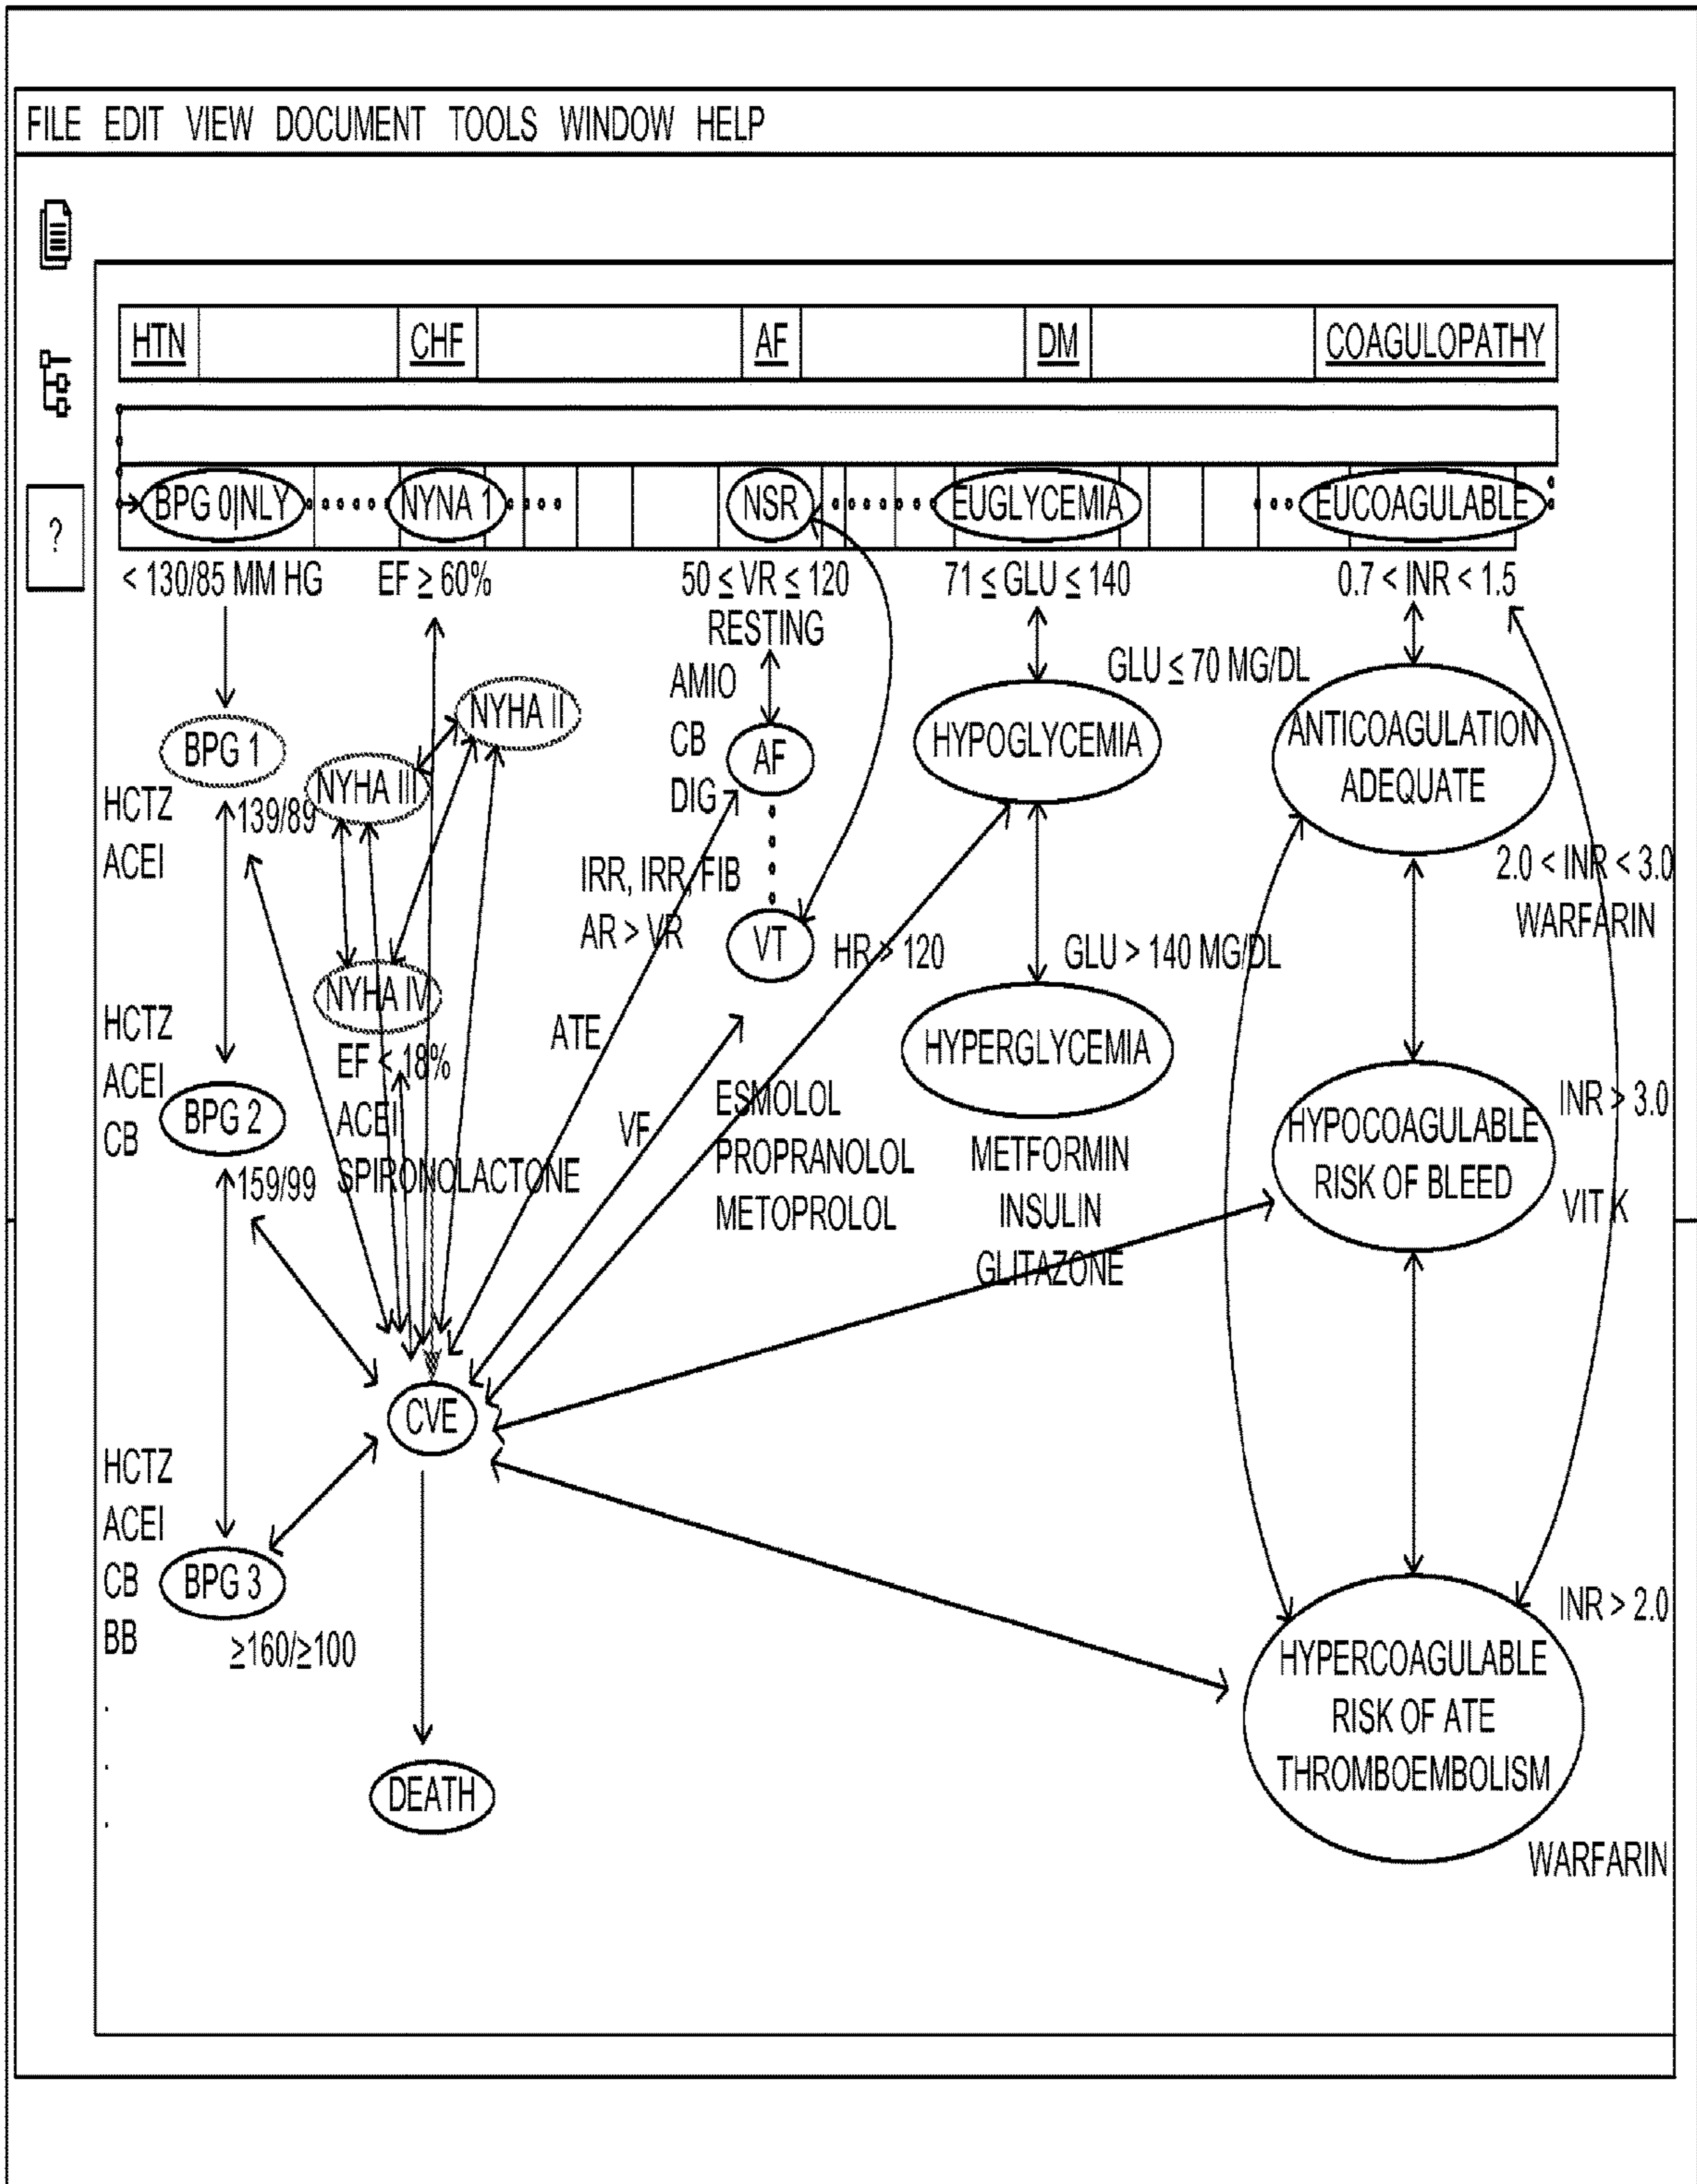 FILE EDIT VIEW DOCUMENT TOOLS WINDOW HELP
HTN CHF AF DM COAGULOPATHY
?
BPG 0|NLY NYNA 1 NSR EUGLYCEMIA EUCOAGULABLE
< 130/85 MM HG EF ≥ 60% 50 ≤ VR ≤ 120 71 ≤ GLU ≤ 140 0.7 < INR < 1.5
RESTING
BPG 1
139/89
HCTZ
ACEI
HCTZ
ACEI
CB
BPG 2
159/99
HCTZ
ACEI
CB
BB
BPG 3
≥160/≥100
NYHA II
NYHA III
NYHA IV
EF < 18%
ACEI
SPIRONOLACTONE
CVE
DEATH
AMIO
CB
DIG
AF
IRR, IRR, FIB
AR > VR
VT
HR > 120
ATE
VF
ESMOLOL
PROPRANOLOL
METOPROLOL
GLU ≤ 70 MG/DL
HYPOGLYCEMIA
GLU > 140 MG/DL
HYPERGLYCEMIA
METFORMIN
INSULIN
GLITAZONE
ANTICOAGULATION
ADEQUATE
2.0 < INR < 3.0
WARFARIN
HYPOCOAGULABLE
RISK OF BLEED
INR > 3.0
VIT K
INR > 2.0
HYPERCOAGULABLE
RISK OF ATE
THROMBOEMBOLISM
WARFARIN